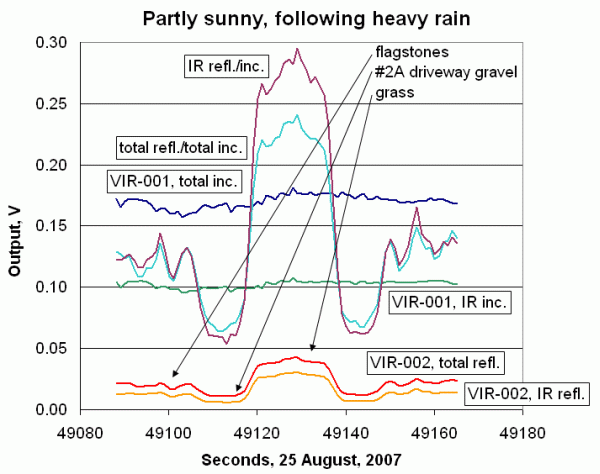 Partly sunny, following heavy rain
0.30
0.25
0.20
0.15
0.10
0.05
0.00
Output, V
IR refl./inc.
flagstones
#2A driveway gravel
grass
total refl./total inc.
VIR-001, total inc.
VIR-001, IR inc.
VIR-002, total refl.
VIR-002, IR refl.
49080
49100
49120
49140
49160
49180
Seconds, 25 August, 2007